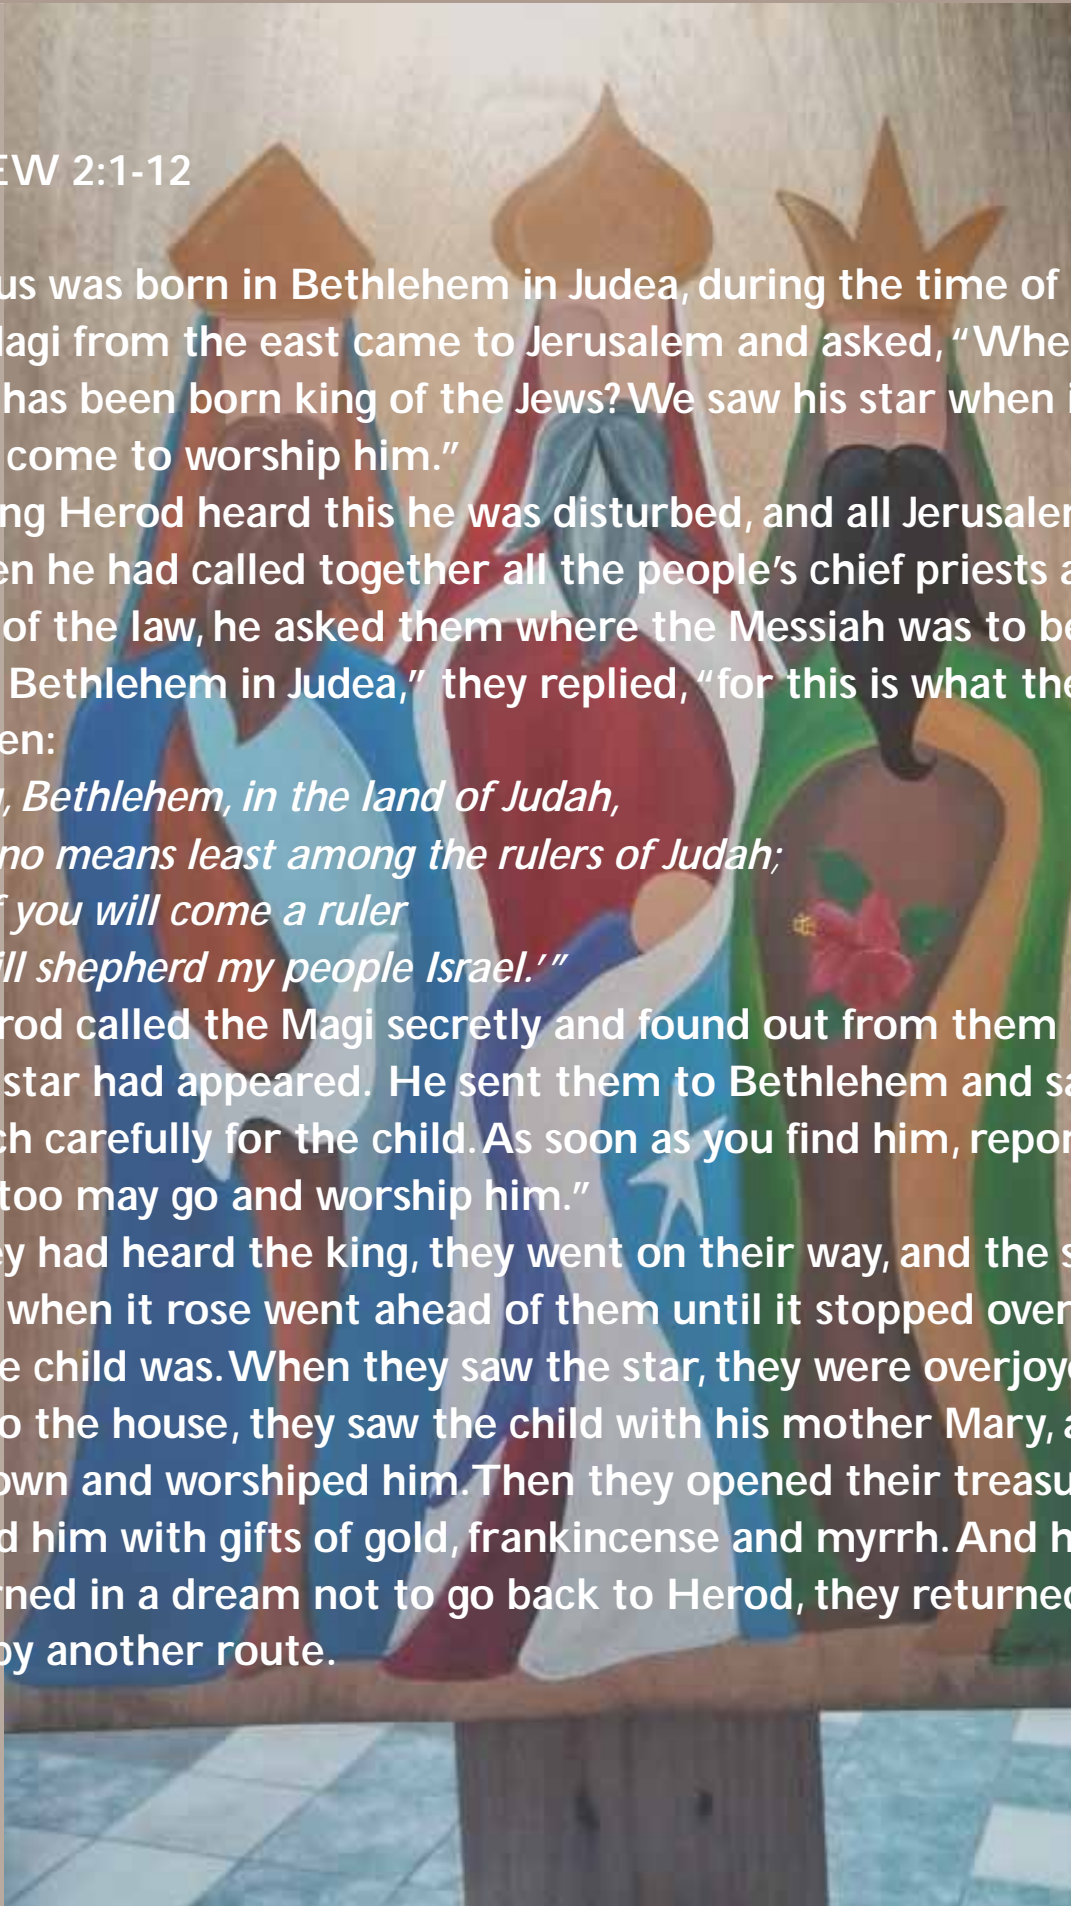 EW 2:1-12
us was born in Bethlehem in Judea, during the time of
agi from the east came to Jerusalem and asked, “Whe
has been born king of the Jews? We saw his star when i
come to worship him.”
ng Herod heard this he was disturbed, and all Jerusalem
en he had called together all the people’s chief priests a
of the law, he asked them where the Messiah was to be
Bethlehem in Judea,” they replied, “for this is what the
en:
, Bethlehem, in the land of Judah,
no means least among the rulers of Judah;
f you will come a ruler
ill shepherd my people Israel.’”
rod called the Magi secretly and found out from them
star had appeared. He sent them to Bethlehem and sa
ch carefully for the child. As soon as you find him, repor
too may go and worship him.”
ey had heard the king, they went on their way, and the s
when it rose went ahead of them until it stopped over
e child was. When they saw the star, they were overjoye
o the house, they saw the child with his mother Mary, a
own and worshiped him. Then they opened their treasu
d him with gifts of gold, frankincense and myrrh. And h
rned in a dream not to go back to Herod, they returned
by another route.